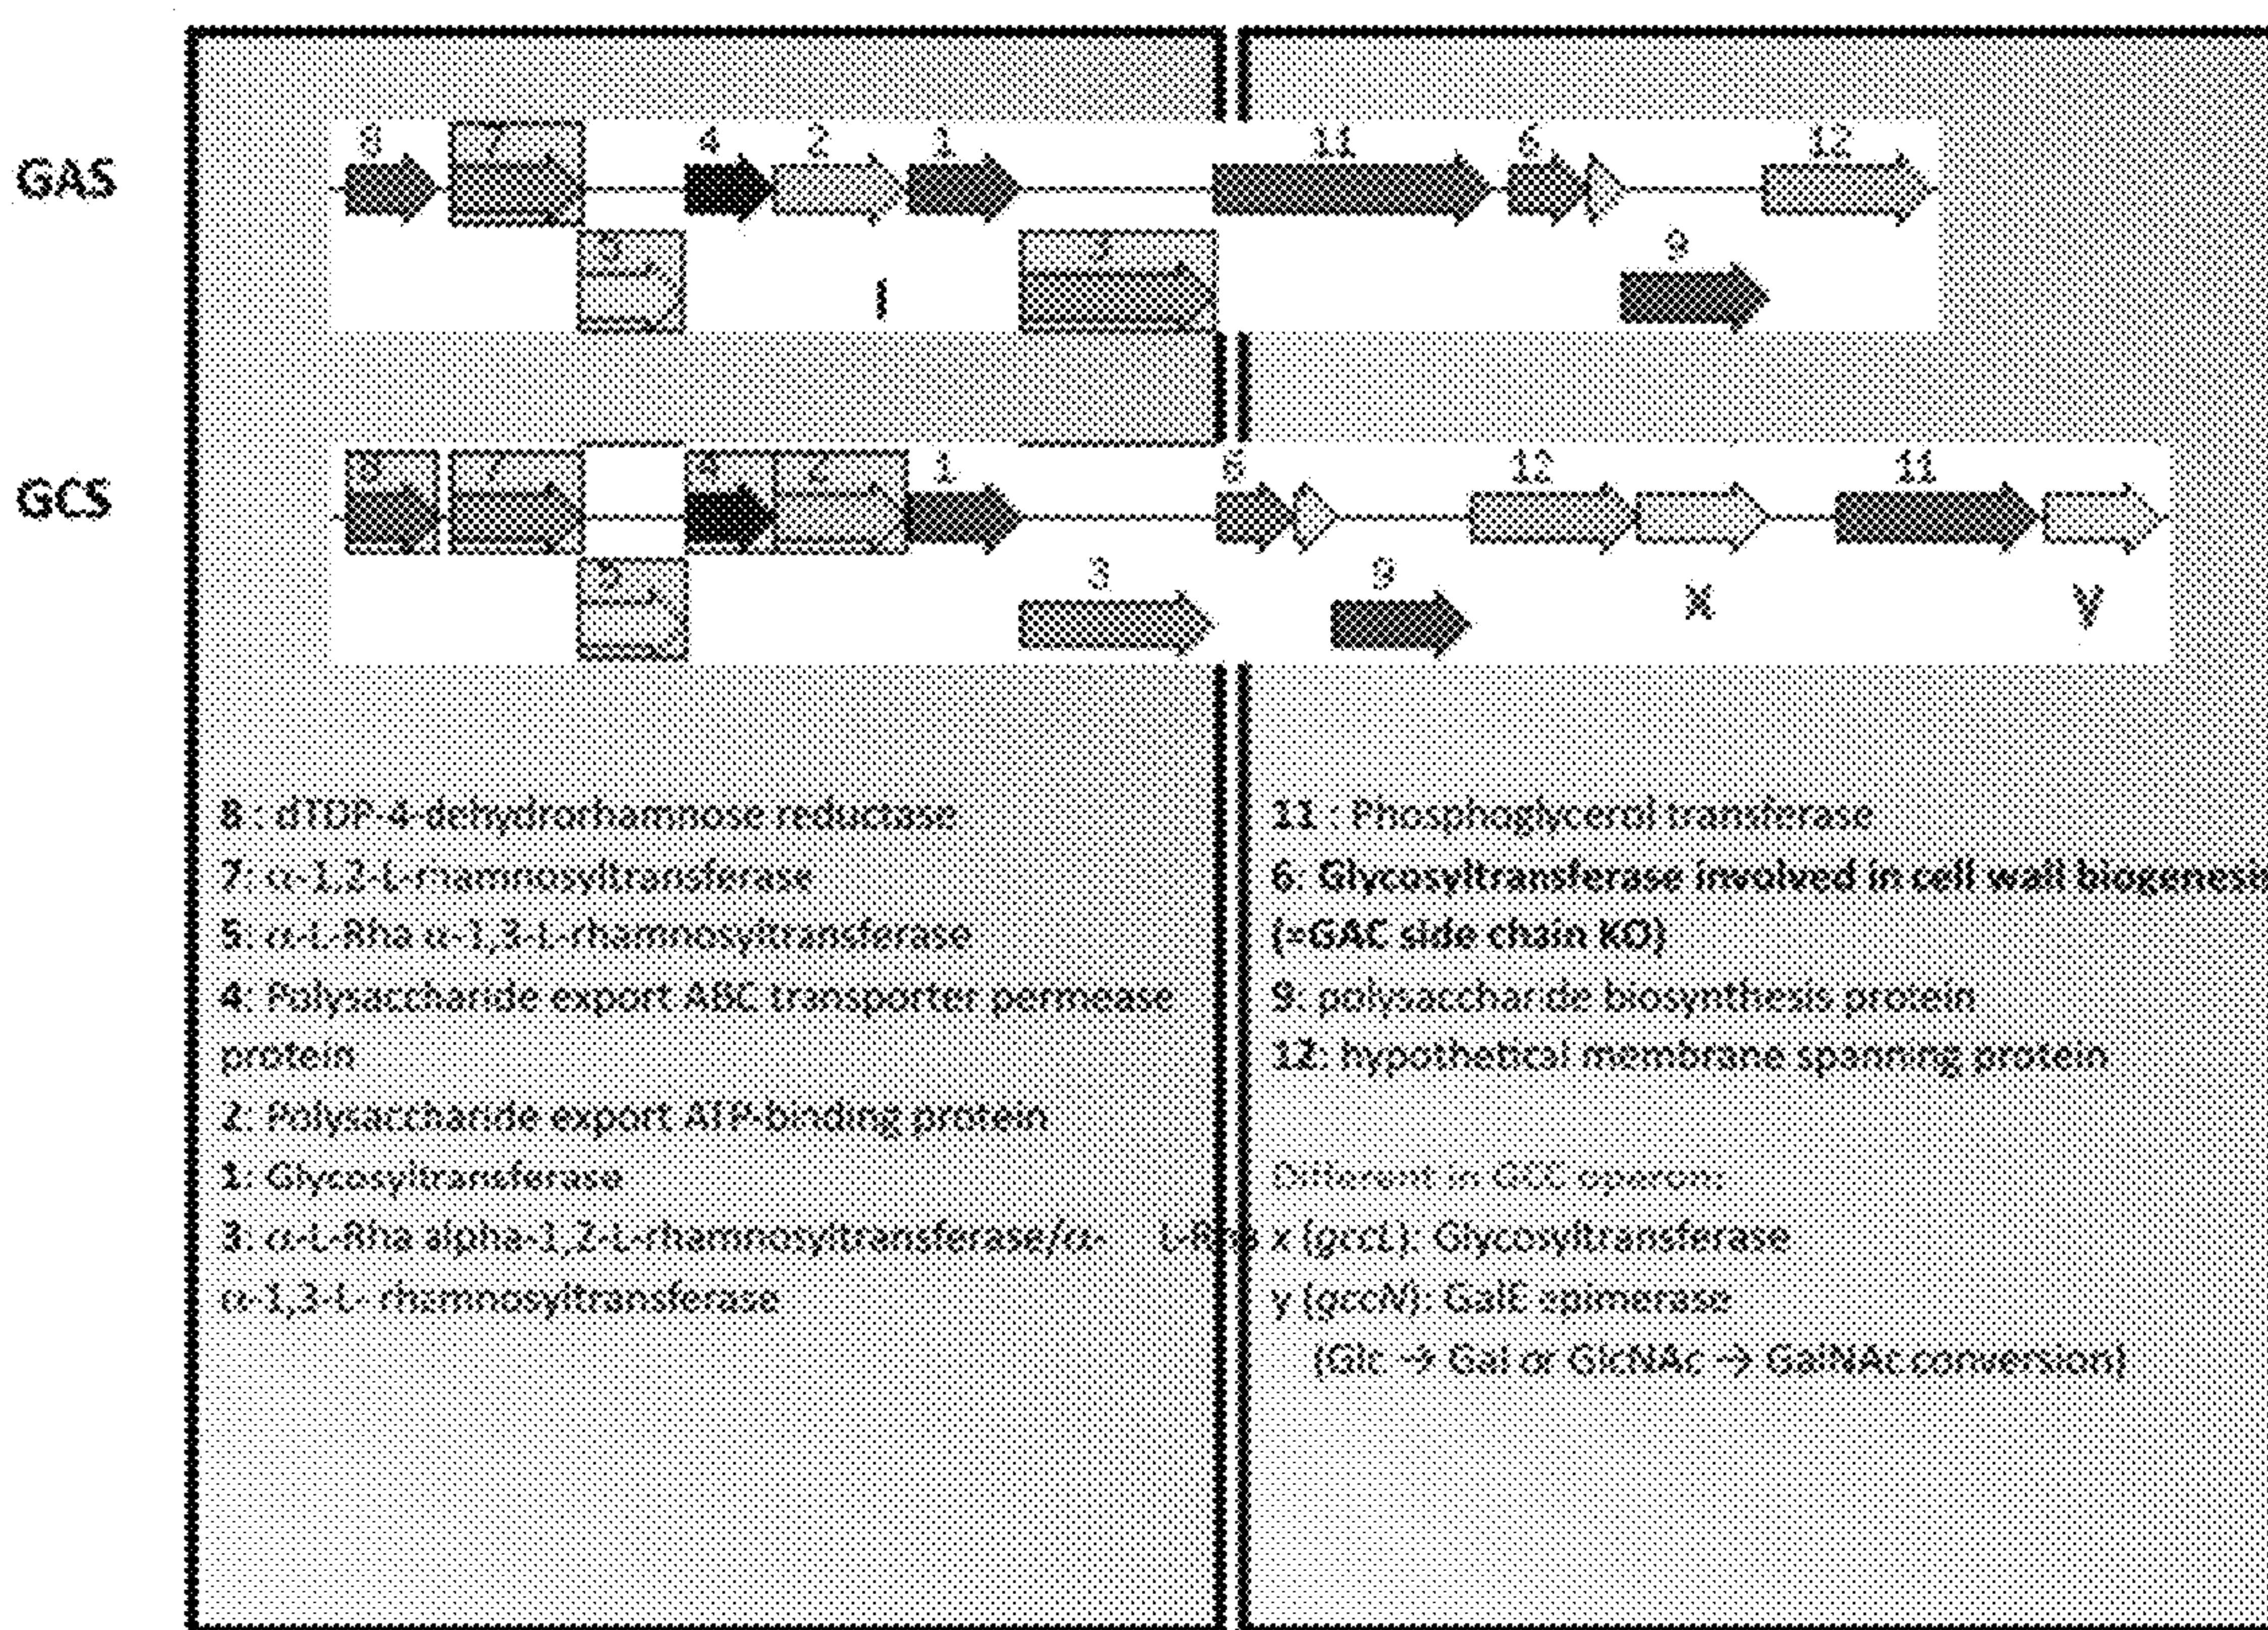 8 7 4 2 1 11 6 12
GAS
5 3 9
I
8 7 4 2 1 6 12 11
GCS
5 3 9 x y
8 : dTDP-4-dehydrorhamnose reductase
7: α-1,2-L-rhamnosyltransferase
5: α-L-Rha α-1,3-L-rhamnosyltransferase
4: Polysaccharide export ABC transporter permease
protein
2: Polysaccharide export ATP-binding protein
1: Glycosyltransferase
3: α-L-Rha alpha-1,2-L-rhamnosyltransferase/α- L-Rha
α-1,3-L- rhamnosyltransferase
11 : Phosphoglycerol transferase
6: Glycosyltransferase involved in cell wall biogenesis
(=GAC side chain KO)
9: polysaccharide biosynthesis protein
12: hypothetical membrane spanning protein
Different in GCC operon:
x (gccL): Glycosyltransferase
y (gccN): GalE epimerase
(Glc -> Gal or GlcNAc -> GalNAc conversion)